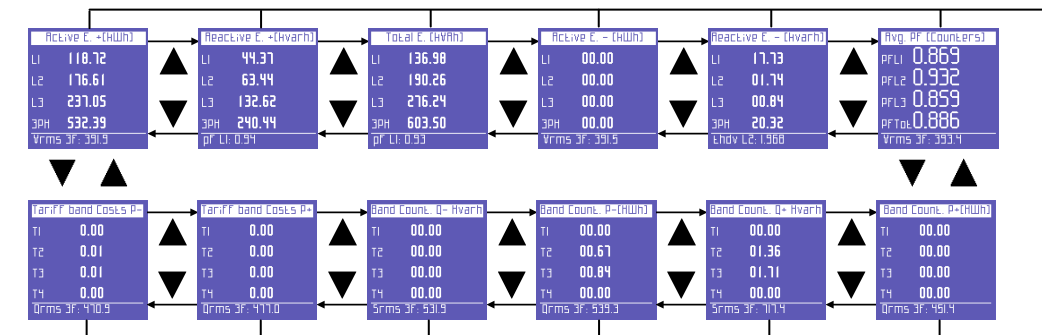 Active E. +(KWh)
L1 118.72
L2 176.61
L3 237.05
3PH 532.39
Vrms 3F: 391.9
Reactive E. +(Kvarh)
L1 44.37
L2 63.44
L3 132.62
3PH 240.44
pF L1: 0.94
Total E. (KVAh)
L1 136.98
L2 190.26
L3 276.24
3PH 603.50
pF L1: 0.93
Active E. - (KWh)
L1 00.00
L2 00.00
L3 00.00
3PH 00.00
Vrms 3F: 391.5
Reactive E. - (Kvarh)
L1 17.73
L2 01.74
L3 00.84
3PH 20.32
thdv L2: 1.968
Avg. PF (Counters)
PFL1 0.869
PFL2 0.932
PFL3 0.859
PFTot 0.886
Vrms 3F: 393.4
Tariff band Costs P-
T1 0.00
T2 0.01
T3 0.01
T4 0.00
Qrms 3F: 470.9
Tariff band Costs P+
T1 0.00
T2 0.00
T3 0.00
T4 0.00
Qrms 3F: 477.0
Band Count. Q- Kvarh
T1 00.00
T2 00.00
T3 00.00
T4 00.00
Srms 3F: 531.9
Band Count. P-(KWh)
T1 00.00
T2 00.67
T3 00.84
T4 00.00
Qrms 3F: 539.3
Band Count. Q+ Kvarh
T1 00.00
T2 01.36
T3 01.71
T4 00.00
Srms 3F: 717.4
Band Count. P+(KWh)
T1 00.00
T2 00.00
T3 00.00
T4 00.00
Qrms 3F: 451.4